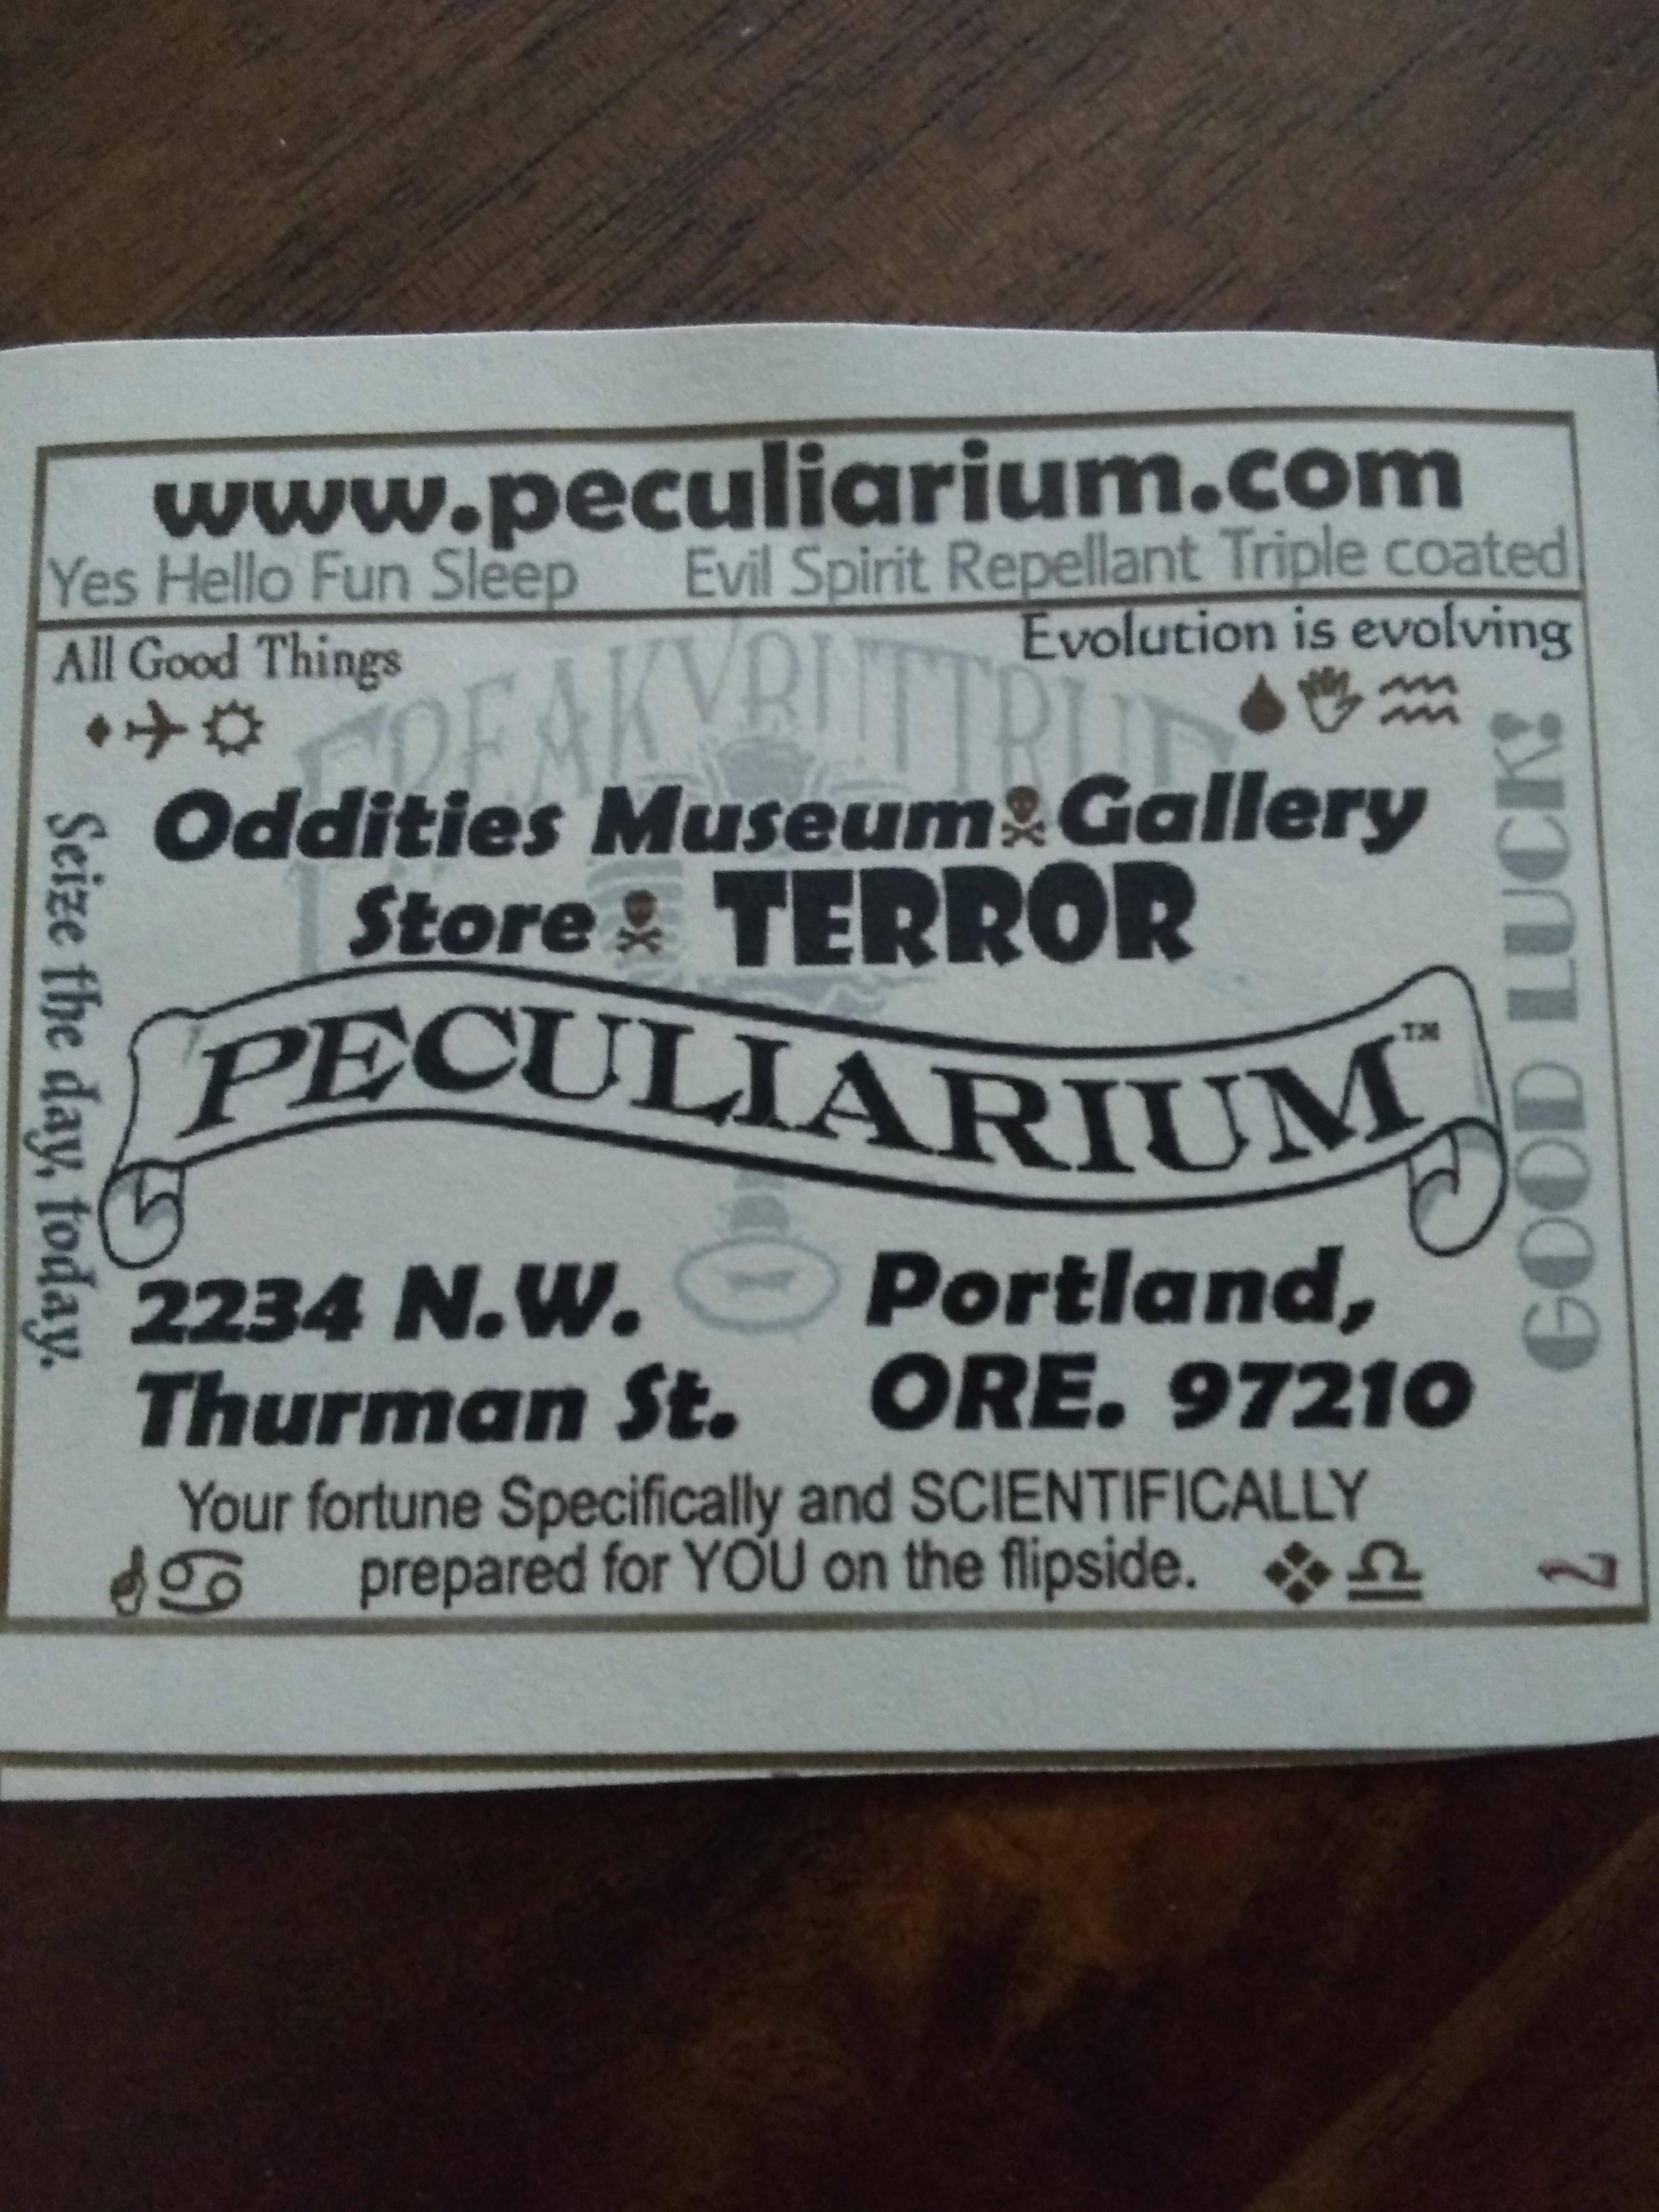 www.peculiarium.com
Yes Hello Fun Sleep Evil Spirit Repellant Triple coated
All Good Things
Evolution is evolving
FREAKYBUTTRUE
Oddities Museum Gallery
Store TERROR
PECULIARIUM™
2234 N.W.
Thurman St.
Portland,
ORE. 97210
Your fortune Specifically and SCIENTIFICALLY
prepared for YOU on the flipside.
Seize the day, today.
GOOD LUCK!